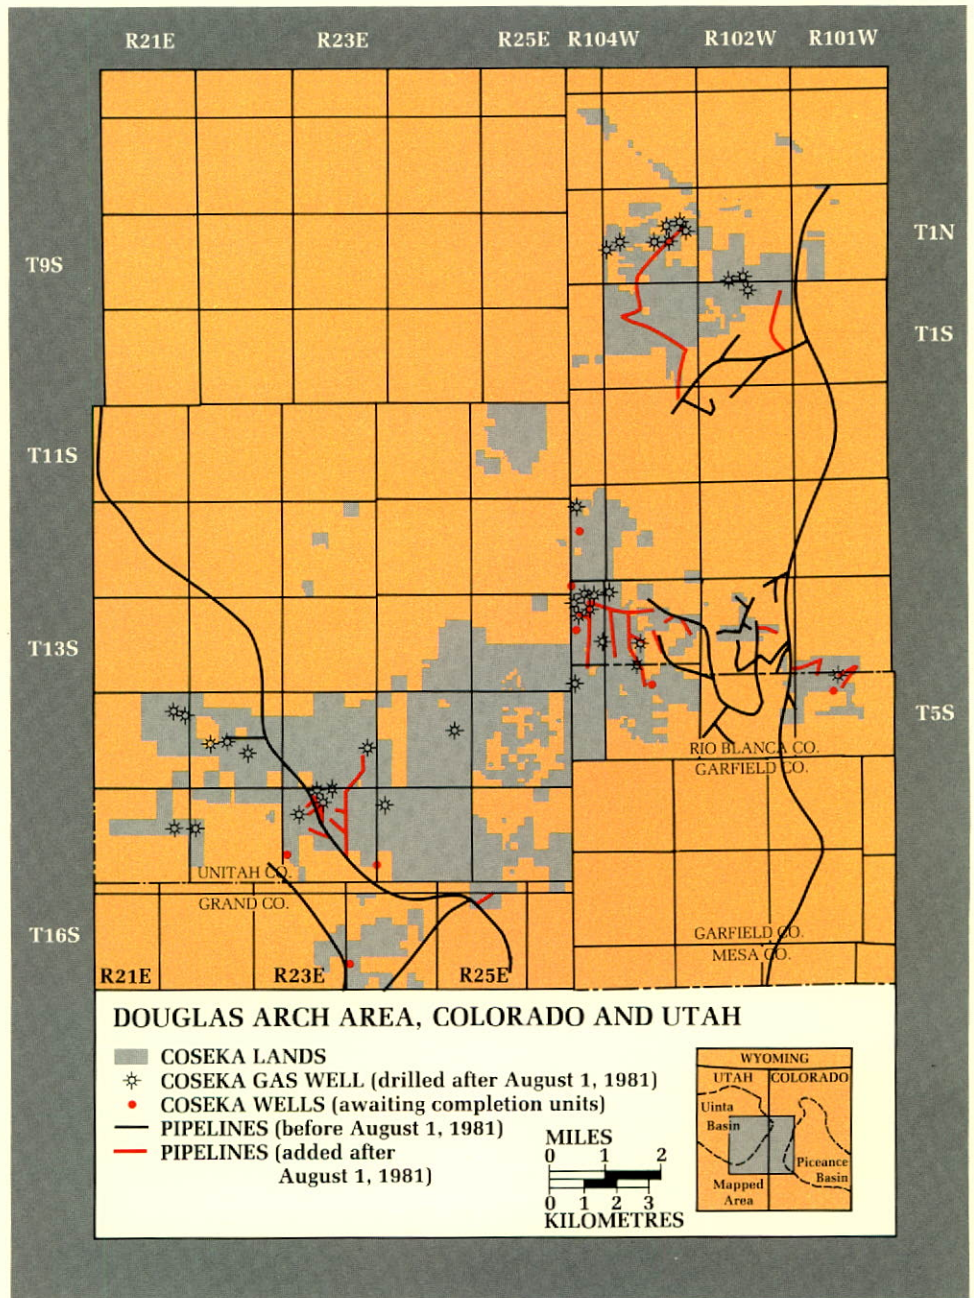 R21E R23E R25E R104W R102W R101W
T1N
T9S
T1S
T11S
T13S
T5S
RIO BLANCA CO.
GARFIELD CO.
UNITAH CO.
GRAND CO.
T16S
GARFIELD CO.
MESA CO.
R21E R23E R25E
DOUGLAS ARCH AREA, COLORADO AND UTAH
COSEKA LANDS
COSEKA GAS WELL (drilled after August 1, 1981)
COSEKA WELLS (awaiting completion units)
PIPELINES (before August 1, 1981)
PIPELINES (added after
August 1, 1981)
MILES
0 1 2
0 1 2 3
KILOMETRES
WYOMING
UTAH COLORADO
Uinta
Basin
Piceance
Basin
Mapped
Area